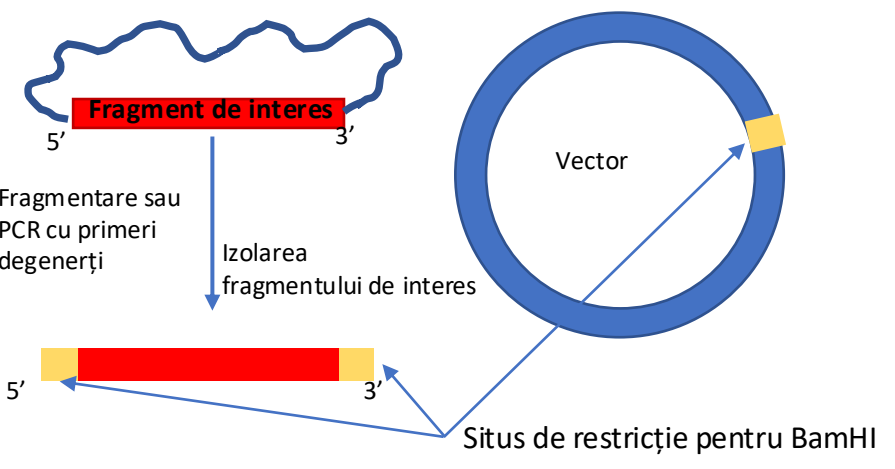 Fragment de interes
5’
3’
Vector
Fragmentare sau
PCR cu primeri
degenerți
Izolarea
fragmentului de interes
5’
3’
Situs de restricție pentru BamHI